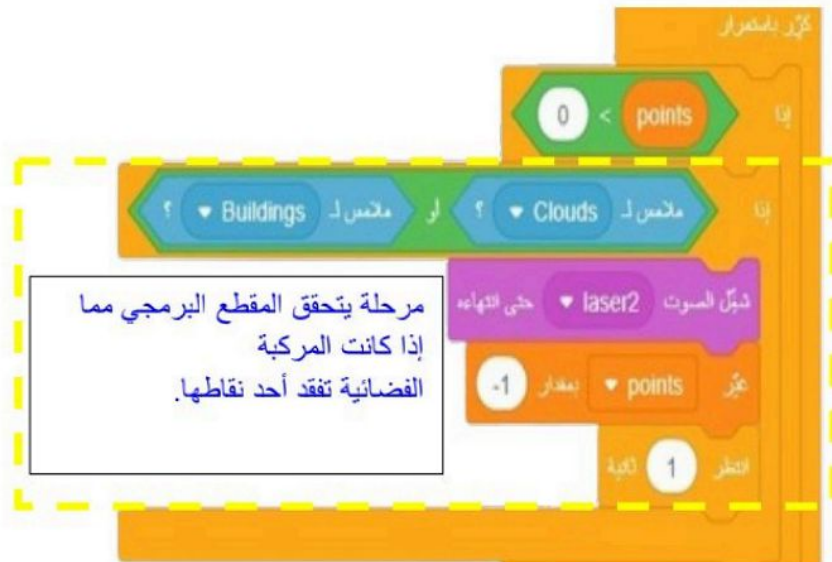 كرِّر باستمرار
إذا points < 0
إذا ملامس لـ Clouds ؟ أو ملامس لـ Buildings ؟
شغِّل الصوت laser2 حتى انتهاءه
غيِّر points بمقدار -1
انتظر 1 ثانية
مرحلة يتحقق المقطع البرمجي مما
إذا كانت المركبة
الفضائية تفقد أحد نقاطها.